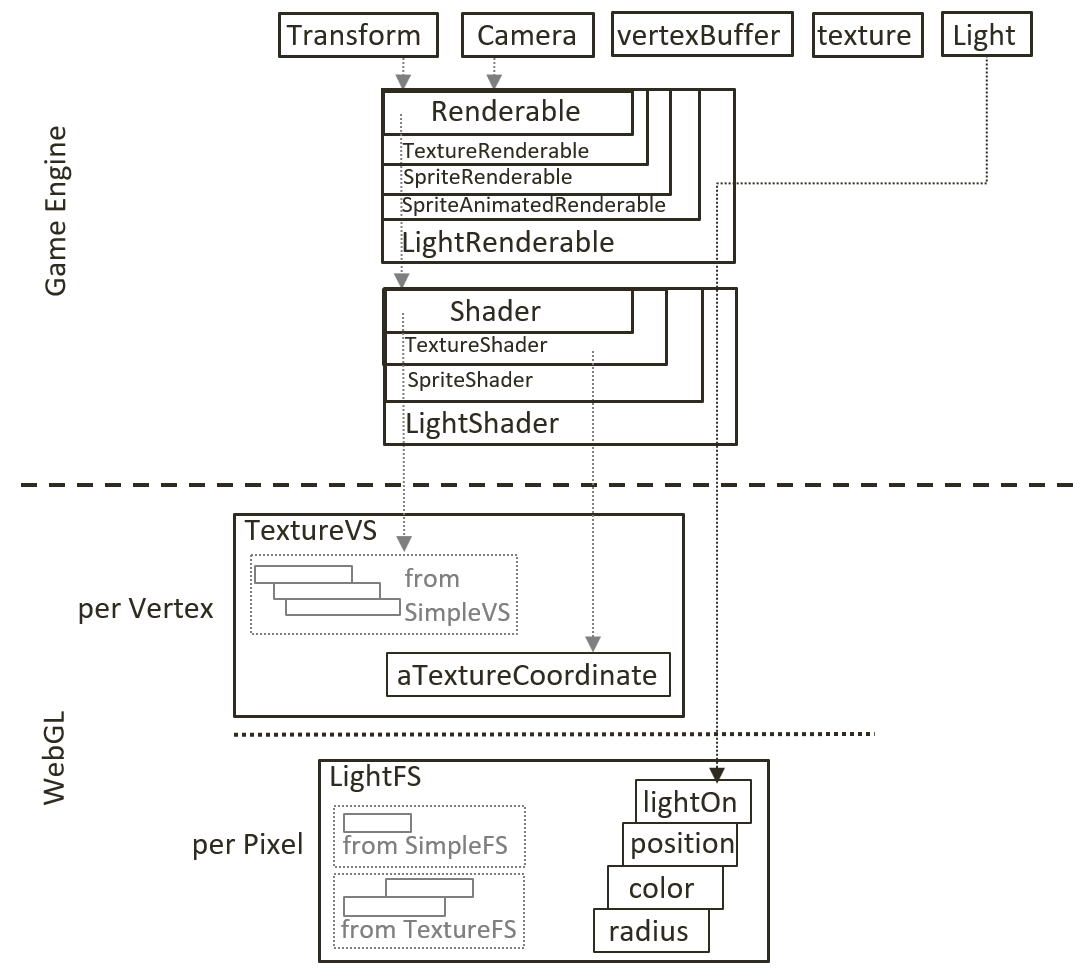 Transform
Camera
vertexBuffer
texture
Light
Game Engine
Renderable
TextureRenderable
SpriteRenderable
SpriteAnimatedRenderable
LightRenderable
Shader
TextureShader
SpriteShader
LightShader
WebGL
per Vertex
TextureVS
from
SimpleVS
aTextureCoordinate
per Pixel
LightFS
from SimpleFS
from TextureFS
lightOn
position
color
radius